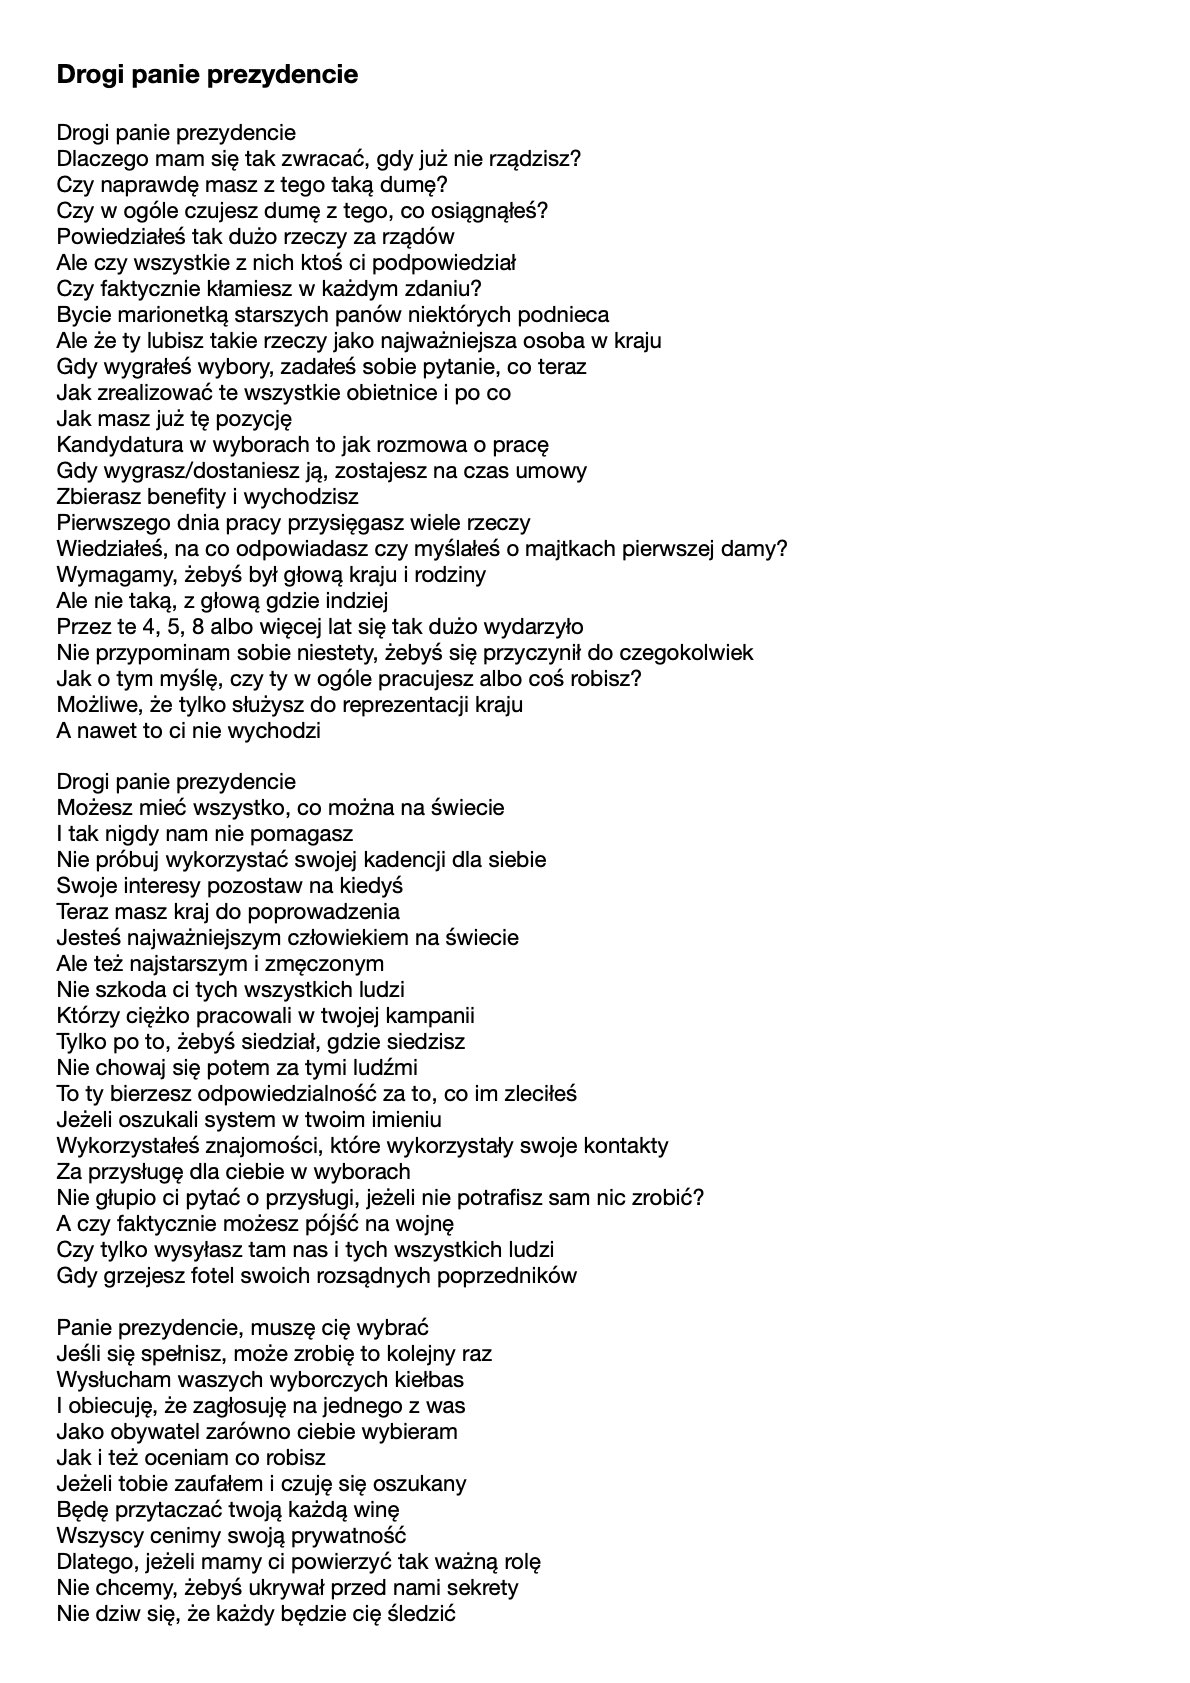 Drogi panie prezydencie
Drogi panie prezydencie
Dlaczego mam się tak zwracać, gdy już nie rządzisz?
Czy naprawdę masz z tego taką dumę?
Czy w ogóle czujesz dumę z tego, co osiągnąłeś?
Powiedziałeś tak dużo rzeczy za rządów
Ale czy wszystkie z nich ktoś ci podpowiedział
Czy faktycznie kłamiesz w każdym zdaniu?
Bycie marionetką starszych panów niektórych podnieca
Ale że ty lubisz takie rzeczy jako najważniejsza osoba w kraju
Gdy wygrałeś wybory, zadałeś sobie pytanie, co teraz
Jak zrealizować te wszystkie obietnice i po co
Jak masz już tę pozycję
Kandydatura w wyborach to jak rozmowa o pracę
Gdy wygrasz/dostaniesz ją, zostajesz na czas umowy
Zbierasz benefity i wychodzisz
Pierwszego dnia pracy przysięgasz wiele rzeczy
Wiedziałeś, na co odpowiadasz czy myślałeś o majtkach pierwszej damy?
Wymagamy, żebyś był głową kraju i rodziny
Ale nie taką, z głową gdzie indziej
Przez te 4, 5, 8 albo więcej lat się tak dużo wydarzyło
Nie przypominam sobie niestety, żebyś się przyczynił do czegokolwiek
Jak o tym myślę, czy ty w ogóle pracujesz albo coś robisz?
Możliwe, że tylko służysz do reprezentacji kraju
A nawet to ci nie wychodzi
Drogi panie prezydencie
Możesz mieć wszystko, co można na świecie
I tak nigdy nam nie pomagasz
Nie próbuj wykorzystać swojej kadencji dla siebie
Swoje interesy pozostaw na kiedyś
Teraz masz kraj do poprowadzenia
Jesteś najważniejszym człowiekiem na świecie
Ale też najstarszym i zmęczonym
Nie szkoda ci tych wszystkich ludzi
Którzy ciężko pracowali w twojej kampanii
Tylko po to, żebyś siedział, gdzie siedzisz
Nie chowaj się potem za tymi ludźmi
To ty bierzesz odpowiedzialność za to, co im zleciłeś
Jeżeli oszukali system w twoim imieniu
Wykorzystałeś znajomości, które wykorzystały swoje kontakty
Za przysługę dla ciebie w wyborach
Nie głupio ci pytać o przysługi, jeżeli nie potrafisz sam nic zrobić?
A czy faktycznie możesz pójść na wojnę
Czy tylko wysyłasz tam nas i tych wszystkich ludzi
Gdy grzejesz fotel swoich rozsądnych poprzedników
Panie prezydencie, muszę cię wybrać
Jeśli się spełnisz, może zrobię to kolejny raz
Wysłucham waszych wyborczych kiełbas
I obiecuję, że zagłosuję na jednego z was
Jako obywatel zarówno ciebie wybieram
Jak i też oceniam co robisz
Jeżeli tobie zaufałem i czuję się oszukany
Będę przytaczać twoją każdą winę
Wszyscy cenimy swoją prywatność
Dlatego, jeżeli mamy ci powierzyć tak ważną rolę
Nie chcemy, żebyś ukrywał przed nami sekrety
Nie dziw się, że każdy będzie cię śledzić